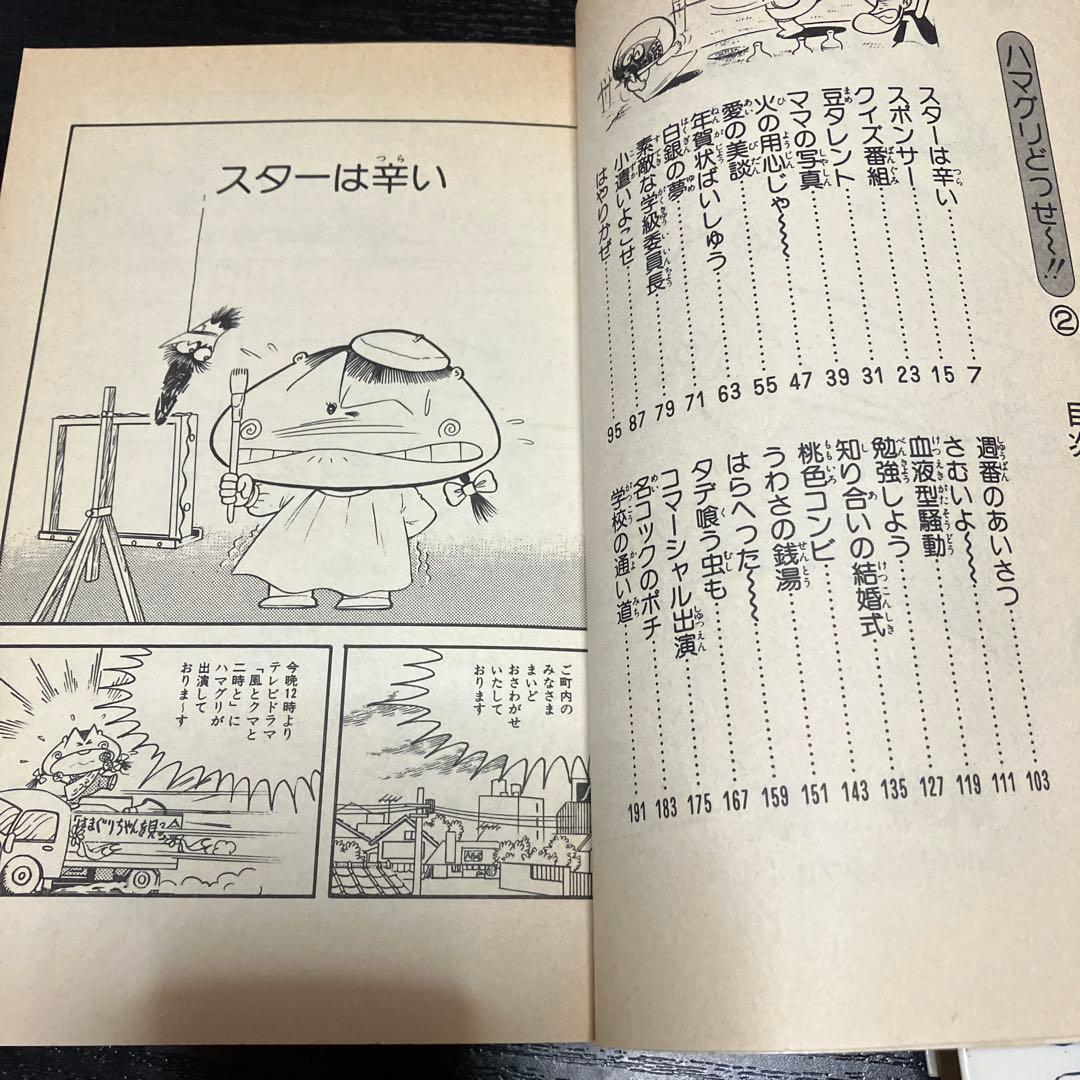 ハマグリどっせ〜!!
②
目次
スターは辛い……7
スポンサー……15
クイズ番組……23
豆タレント……31
ママの写真……39
火の用心じゃ〜〜……47
愛の美談……55
年賀状ばいしゅう……63
白銀の夢……71
素敵な学級委員長……79
小遣いよこせ……87
はやりかぜ……95
週番のあいさつ……103
さむいよ〜〜……111
血液型騒動……119
勉強しよう……127
知り合いの結婚式……135
桃色コンビ……143
うわさの銭湯……151
はらへった〜〜……159
タデ喰う虫も……167
コマーシャル出演……175
名コックのポチ……183
学校の通い道……191
スターは辛い
つら
ご町内の
みなさま
まいど
おさわがせ
いたして
おります
今晩12時より
テレビドラマ
「風とクマと
二時と」に
ハマグリが
出演して
おりま〜す
はまぐりちゃんを見